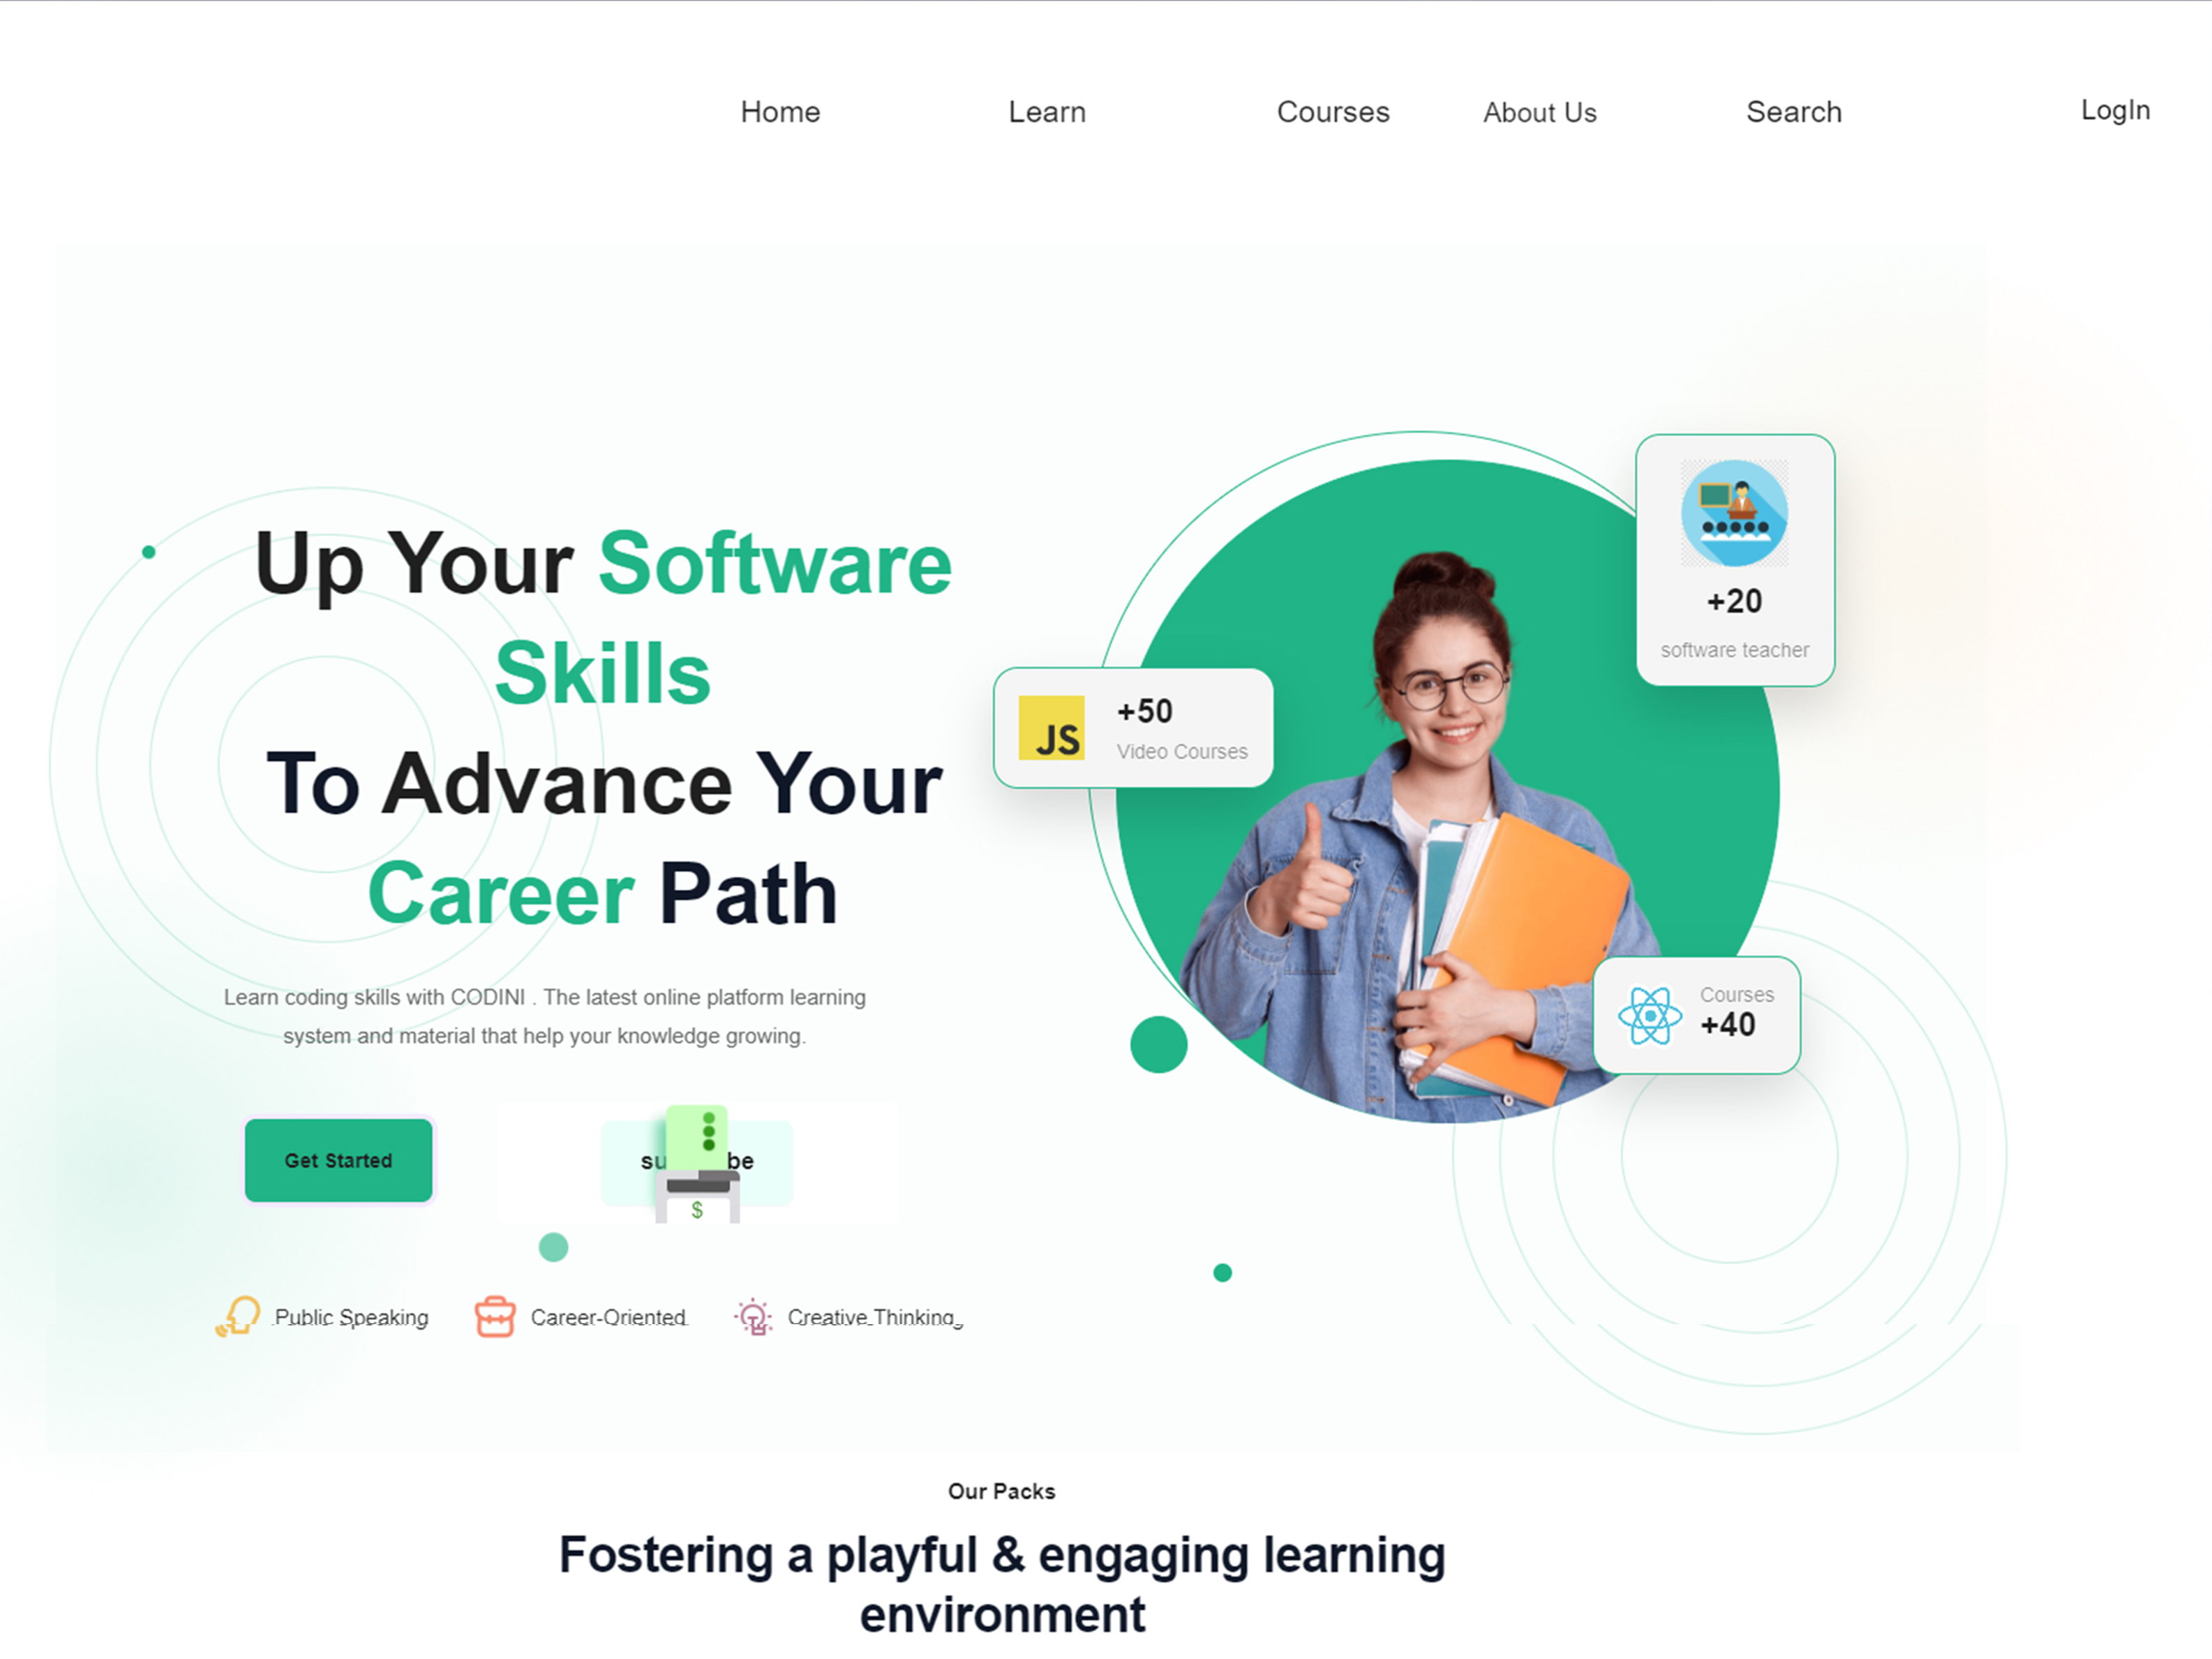 Home Learn Courses About Us Search LogIn
Up Your Software
Skills
To Advance Your
Career Path
Learn coding skills with CODINI . The latest online platform learning
system and material that help your knowledge growing.
Get Started
$
Public Speaking
Career-Oriented
Creative Thinking
JS
+50
Video Courses
+20
software teacher
Courses
+40
Our Packs
Fostering a playful & engaging learning
environment